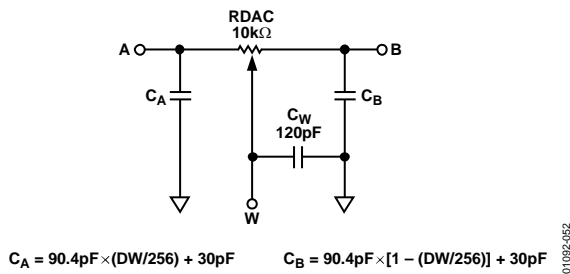 RDAC
10kΩ
A
B
C_A
C_B
C_W
120pF
W
C_A = 90.4pF×(DW/256) + 30pF
C_B = 90.4pF×[1 – (DW/256)] + 30pF
01092-052